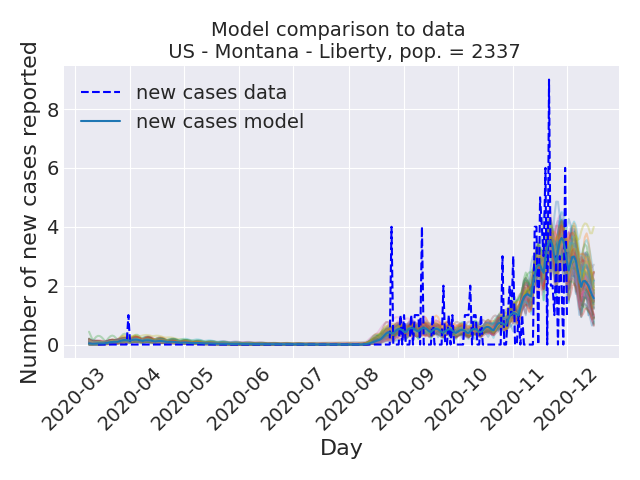 Model comparison to data
US - Montana - Liberty, pop. = 2337
new cases data
new cases model
Number of new cases reported
8
6
4
2
0
2020-03
2020-04
2020-05
2020-06
2020-07
2020-08
2020-09
2020-10
2020-11
2020-12
Day